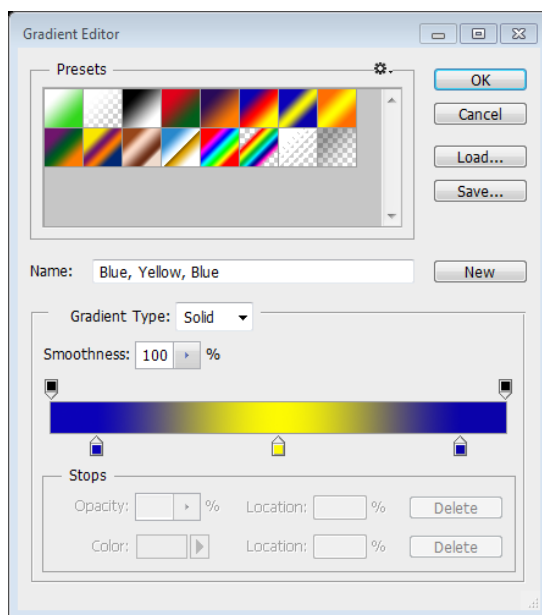 Gradient Editor
Presets
OK
Cancel
Load...
Save...
Name: Blue, Yellow, Blue New
Gradient Type: Solid
Smoothness: 100 %
Stops
Opacity: % Location: % Delete
Color: Location: % Delete